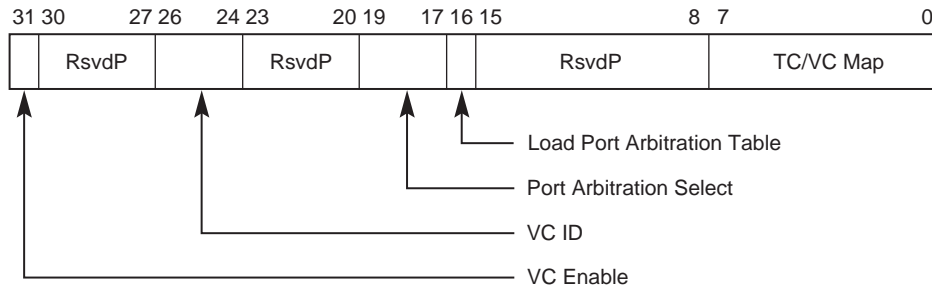 31 30 27 26 24 23 20 19 17 16 15 8 7 0
RsvdP RsvdP RsvdP TC/VC Map
Load Port Arbitration Table
Port Arbitration Select
VC ID
VC Enable